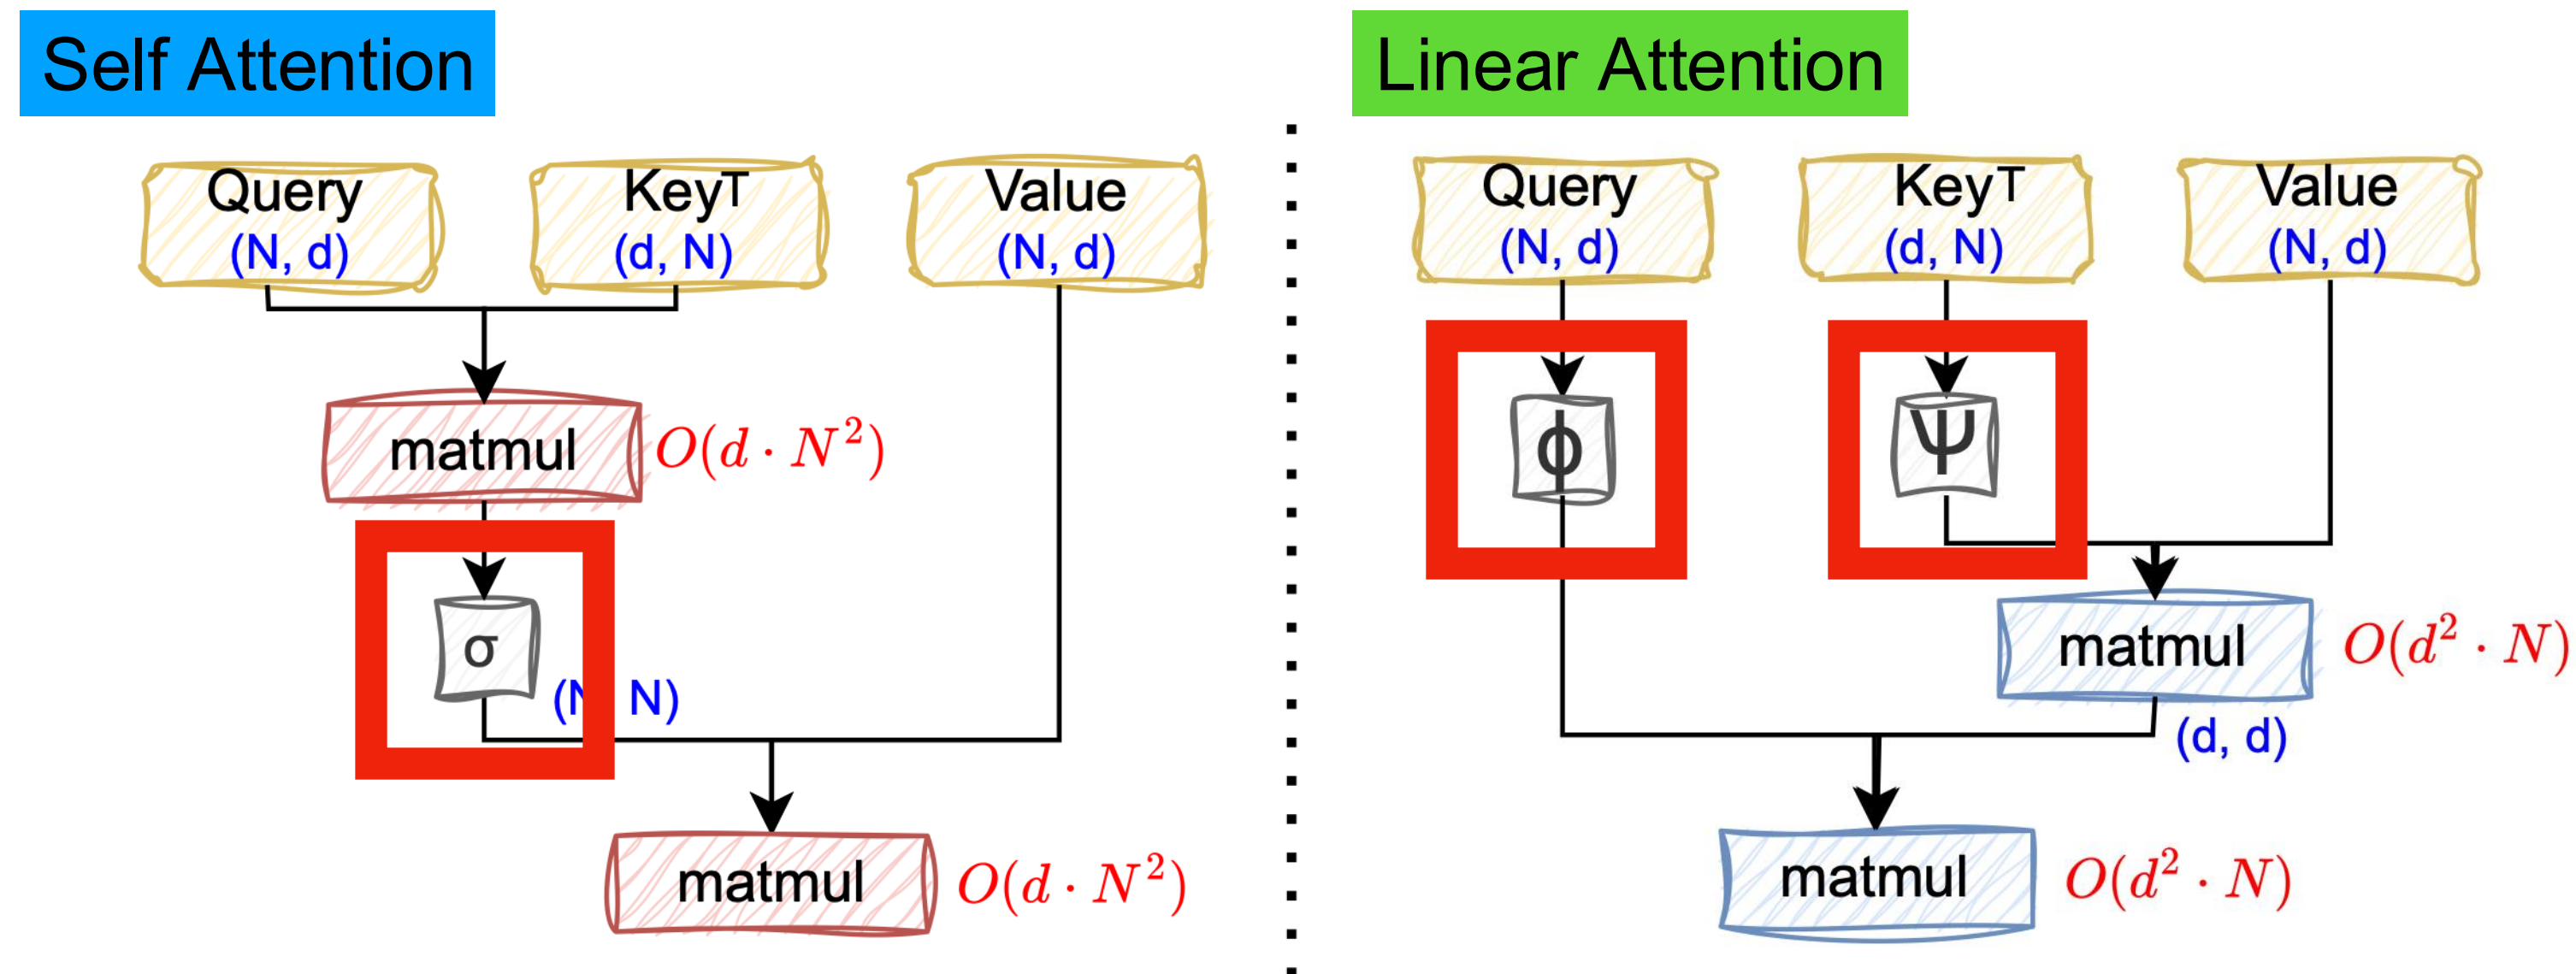 Self Attention
Query
(N, d)
Keyᵀ
(d, N)
Value
(N, d)
matmul
O(d · N²)
σ
(N, N)
matmul
O(d · N²)
Linear Attention
Query
(N, d)
Keyᵀ
(d, N)
Value
(N, d)
ϕ
Ψ
matmul
O(d² · N)
(d, d)
matmul
O(d² · N)